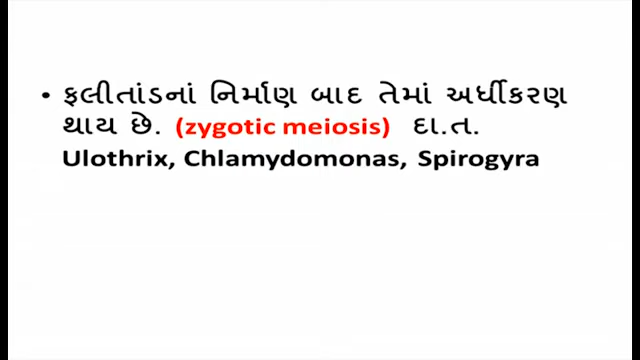 • ફલીતાંડનાં નિર્માણ બાદ તેમાં અર્ધીકરણ
થાય છે. (zygotic meiosis) દા.ત.
Ulothrix, Chlamydomonas, Spirogyra